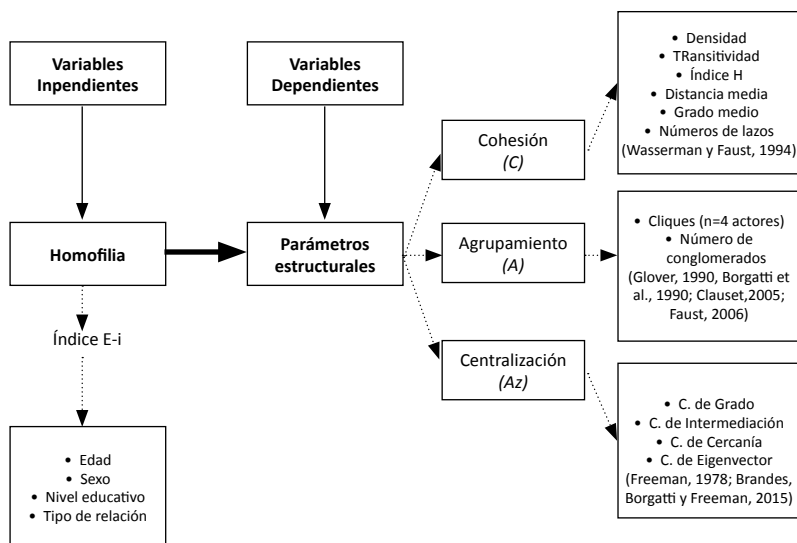 Variables
Inpendientes
Variables
Dependientes
Homofilia
Parámetros
estructurales
Índice E-i
• Edad
• Sexo
• Nivel educativo
• Tipo de relación
Cohesión
(C)
Agrupamiento
(A)
Centralización
(Az)
• Densidad
• TRansitividad
• Índice H
• Distancia media
• Grado medio
• Números de lazos
(Wasserman y Faust, 1994)
• Cliques (n=4 actores)
• Número de
conglomerados
(Glover, 1990, Borgatti et
al., 1990; Clauset,2005;
Faust, 2006)
• C. de Grado
• C. de Intermediación
• C. de Cercanía
• C. de Eigenvector
(Freeman, 1978; Brandes,
Borgatti y Freeman, 2015)